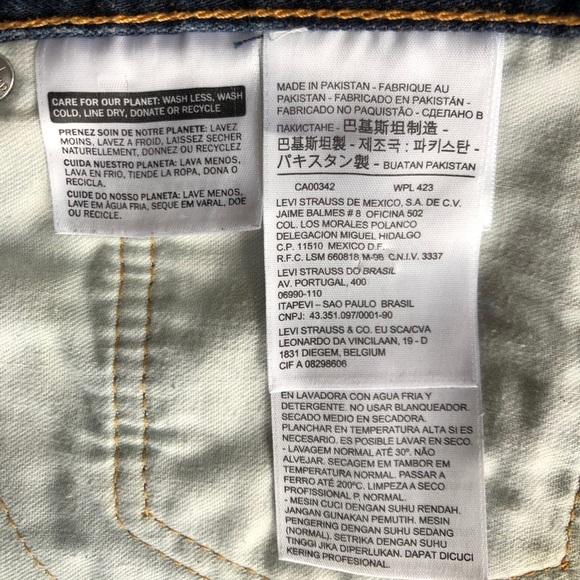 CARE FOR OUR PLANET: WASH LESS, WASH
COLD, LINE DRY, DONATE OR RECYCLE
PRENEZ SOIN DE NOTRE PLANETE: LAVEZ
MOINS, LAVEZ A FROID, LAISSEZ SECHER
NATURELLEMENT, DONNEZ OU RECYCLEZ
CUIDA NUESTRO PLANETA: LAVA MENOS,
LAVA EN FRIO, TIENDE LA ROPA, DONA O
RECICLA.
CUIDE DO NOSSO PLANETA: LAVE MENOS,
LAVE EM ÁGUA FRIA, SEQUE EM VARAL, DOE
OU RECICLE.
MADE IN PAKISTAN - FABRIQUE AU
PAKISTAN - FABRICADO EN PAKISTÁN -
FABRICADO NO PAQUISTÃO - СДЕЛАНО В
ПАКИСТАНЕ - 巴基斯坦制造 -
巴基斯坦製 - 제조국 : 파키스탄 -
パキスタン製 - BUATAN PAKISTAN
CA00342 WPL 423
LEVI STRAUSS DE MEXICO, S.A. DE C.V.
JAIME BALMES # 8 OFICINA 502
COL. LOS MORALES POLANCO
DELEGACION MIGUEL HIDALGO
C.P. 11510 MEXICO D.F.
R.F.C. LSM 660818 M-98 C.N.I.V. 3337
LEVI STRAUSS DO BRASIL
AV. PORTUGAL, 400
06990-110
ITAPEVI – SAO PAULO BRASIL
CNPJ: 43.351.097/0001-90
LEVI STRAUSS & CO. EU SCA/CVA
LEONARDO DA VINCILAAN, 19 - D
1831 DIEGEM, BELGIUM
CIF A 08298606
EN LAVADORA CON AGUA FRIA Y
DETERGENTE. NO USAR BLANQUEADOR.
SECADO MEDIO EN SECADORA.
PLANCHAR EN TEMPERATURA ALTA SI ES
NECESARIO. ES POSIBLE LAVAR EN SECO.
- LAVAGEM NORMAL ATÉ 30º. NÃO
ALVEJAR. SECAGEM EM TAMBOR EM
TEMPERATURA NORMAL. PASSAR A
FERRO ATÉ 200ºC. LIMPEZA A SECO
PROFISSIONAL P, NORMAL.
- MESIN CUCI DENGAN SUHU RENDAH.
JANGAN GUNAKAN PEMUTIH. MESIN
PENGERING DENGAN SUHU SEDANG
(NORMAL). SETRIKA DENGAN SUHU
TINGGI JIKA DIPERLUKAN. DAPAT DICUCI
KERING PROFESIONAL.